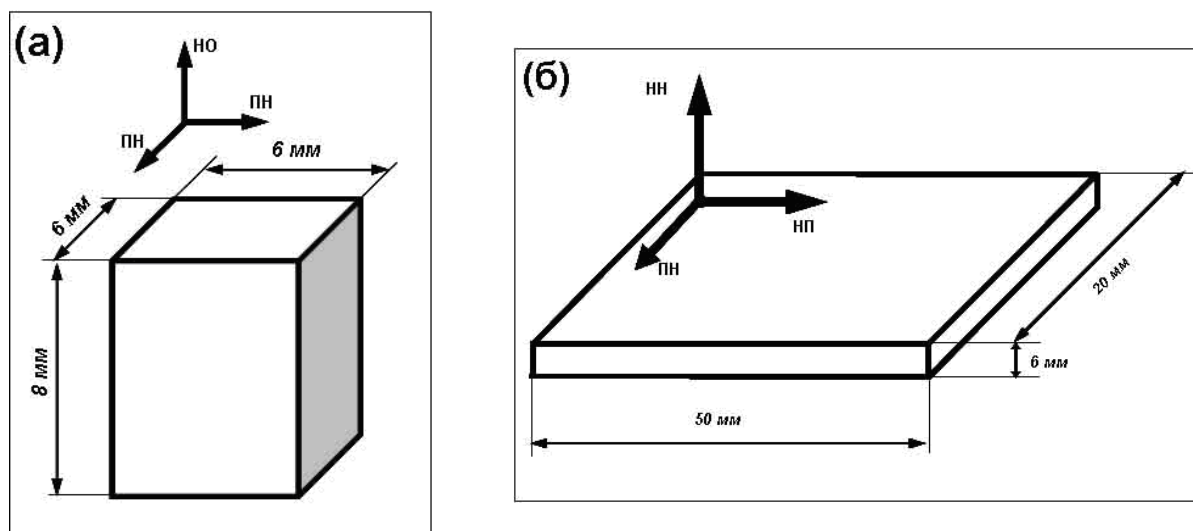 (а)
НО
ПН
ПН
6 мм
6 мм
8 мм
(б)
НН
НП
ПН
20 мм
6 мм
50 мм